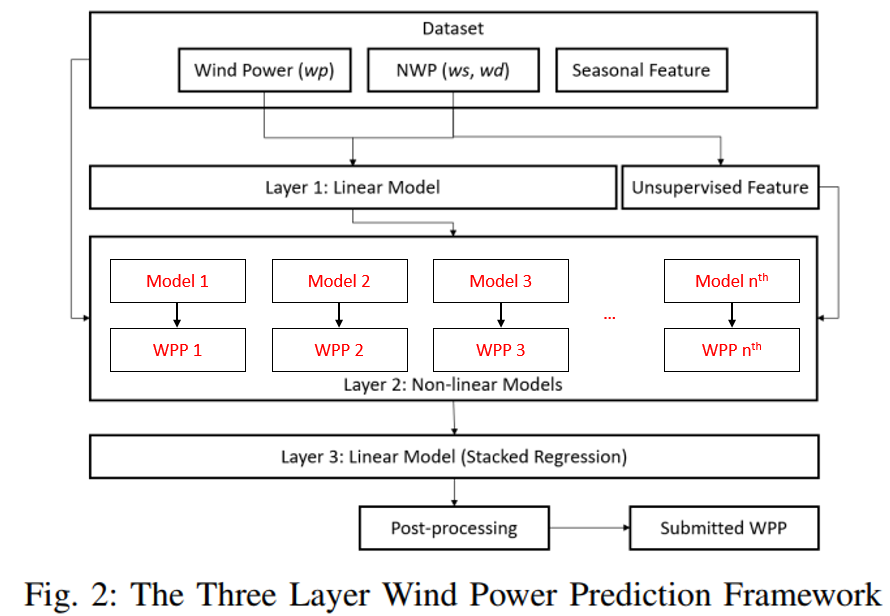 Dataset
Wind Power (wp)
NWP (ws, wd)
Seasonal Feature
Layer 1: Linear Model
Unsupervised Feature
Model 1
Model 2
Model 3
Model nth
...
WPP 1
WPP 2
WPP 3
WPP nth
Layer 2: Non-linear Models
Layer 3: Linear Model (Stacked Regression)
Post-processing
Submitted WPP
Fig. 2: The Three Layer Wind Power Prediction Framework